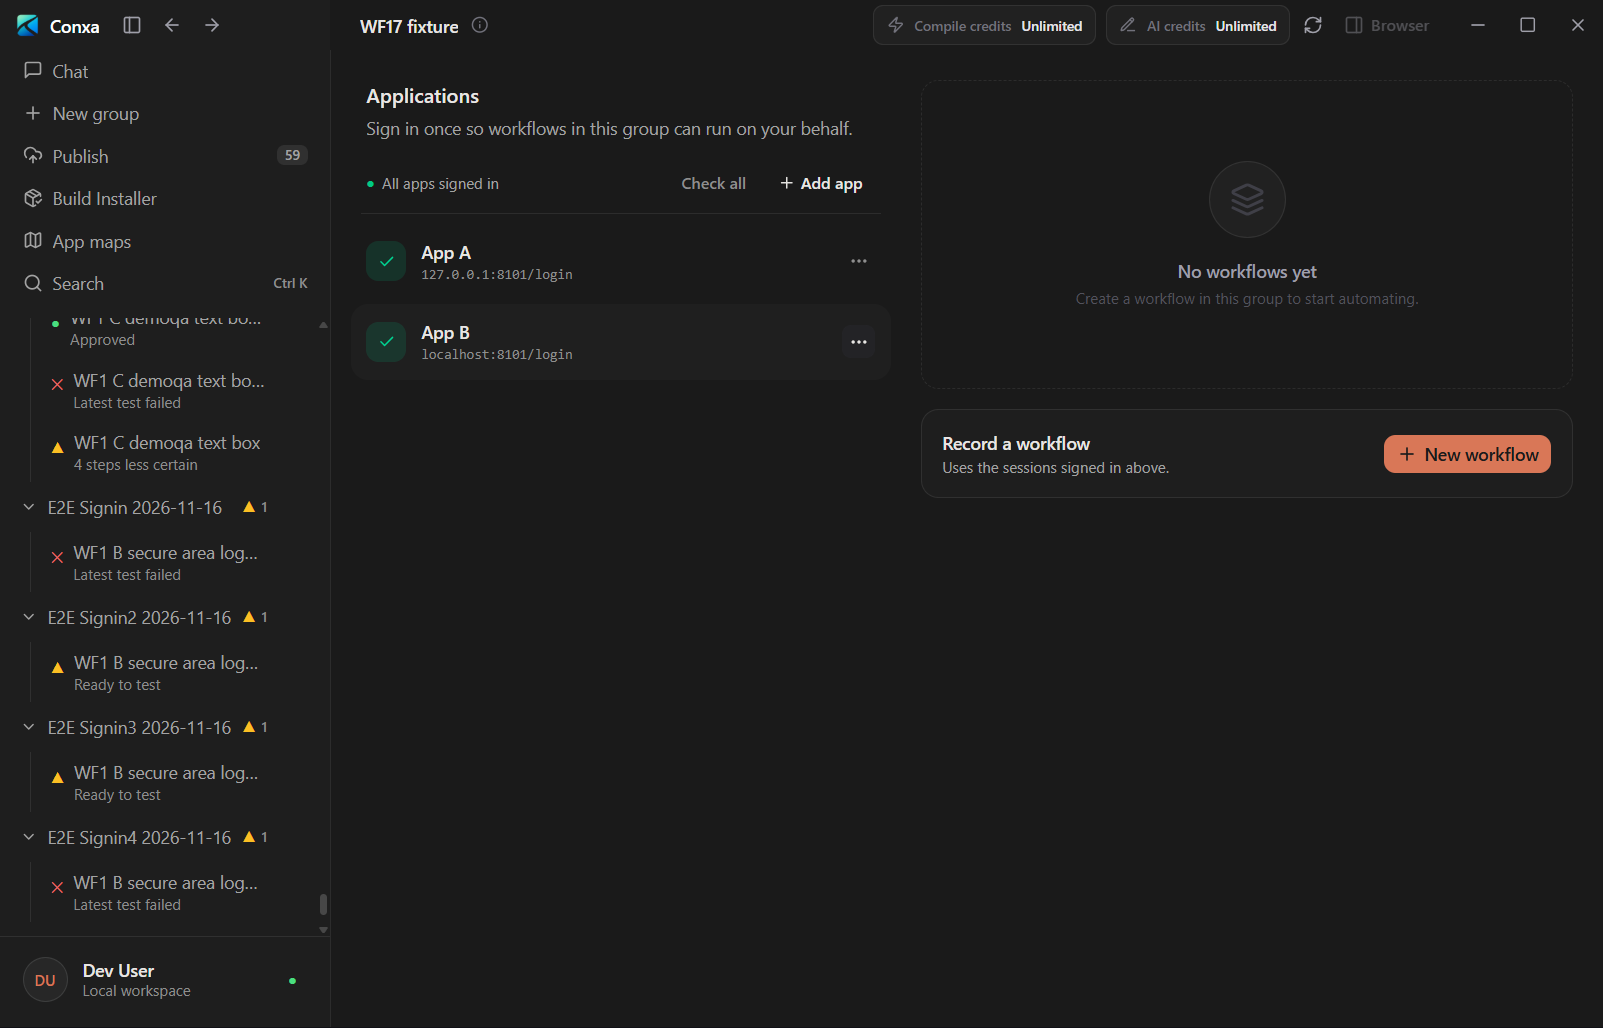 Conxa
WF17 fixture
Compile credits Unlimited
AI credits Unlimited
Browser
Chat
New group
Publish 59
Build Installer
App maps
Search Ctrl K
WF1 C demoqa text bo...
Approved
WF1 C demoqa text bo...
Latest test failed
WF1 C demoqa text box
4 steps less certain
E2E Signin 2026-11-16 1
WF1 B secure area log...
Latest test failed
E2E Signin2 2026-11-16 1
WF1 B secure area log...
Ready to test
E2E Signin3 2026-11-16 1
WF1 B secure area log...
Ready to test
E2E Signin4 2026-11-16 1
WF1 B secure area log...
Latest test failed
DU
Dev User
Local workspace
Applications
Sign in once so workflows in this group can run on your behalf.
All apps signed in
Check all
Add app
App A
127.0.0.1:8101/login
App B
localhost:8101/login
No workflows yet
Create a workflow in this group to start automating.
Record a workflow
Uses the sessions signed in above.
New workflow